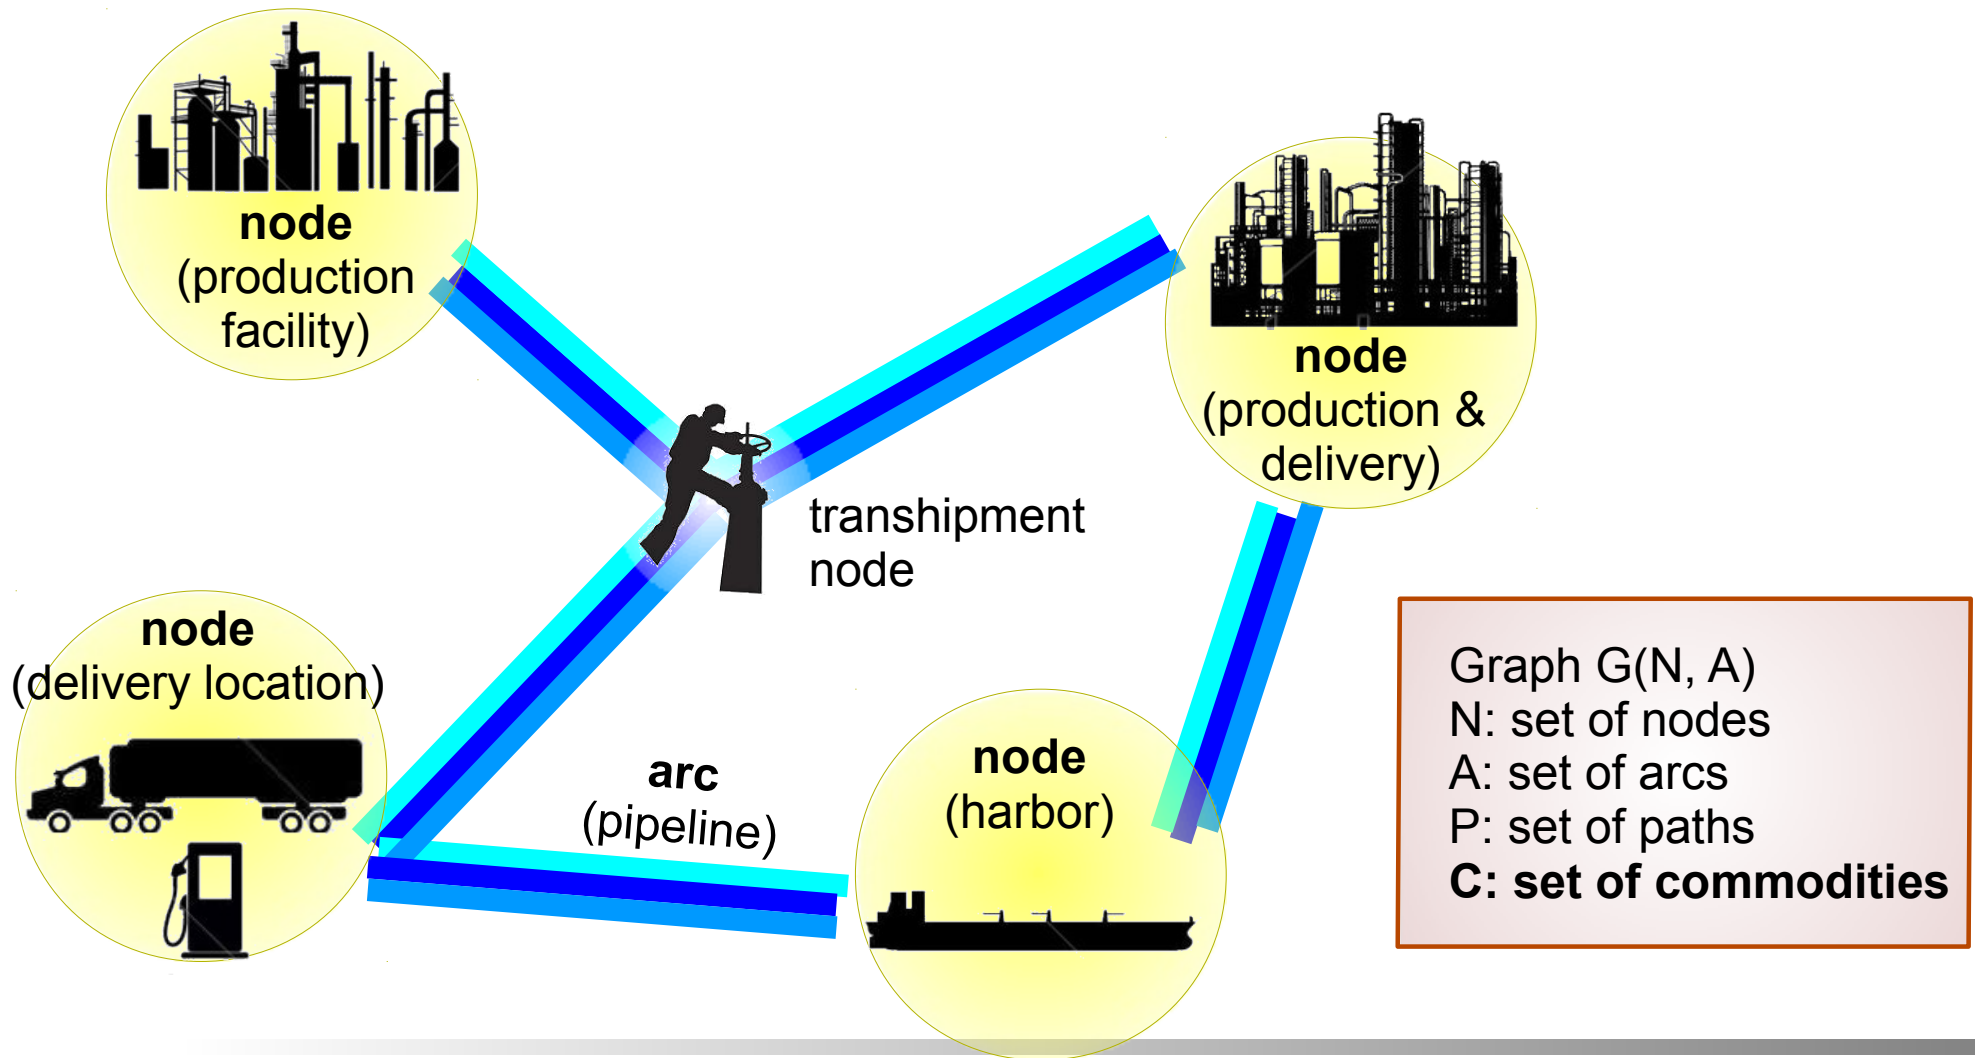 node
(production
facility)
node
(production &
delivery)
transhipment
node
node
(delivery location)
arc
(pipeline)
node
(harbor)
Graph G(N, A)
N: set of nodes
A: set of arcs
P: set of paths
C: set of commodities